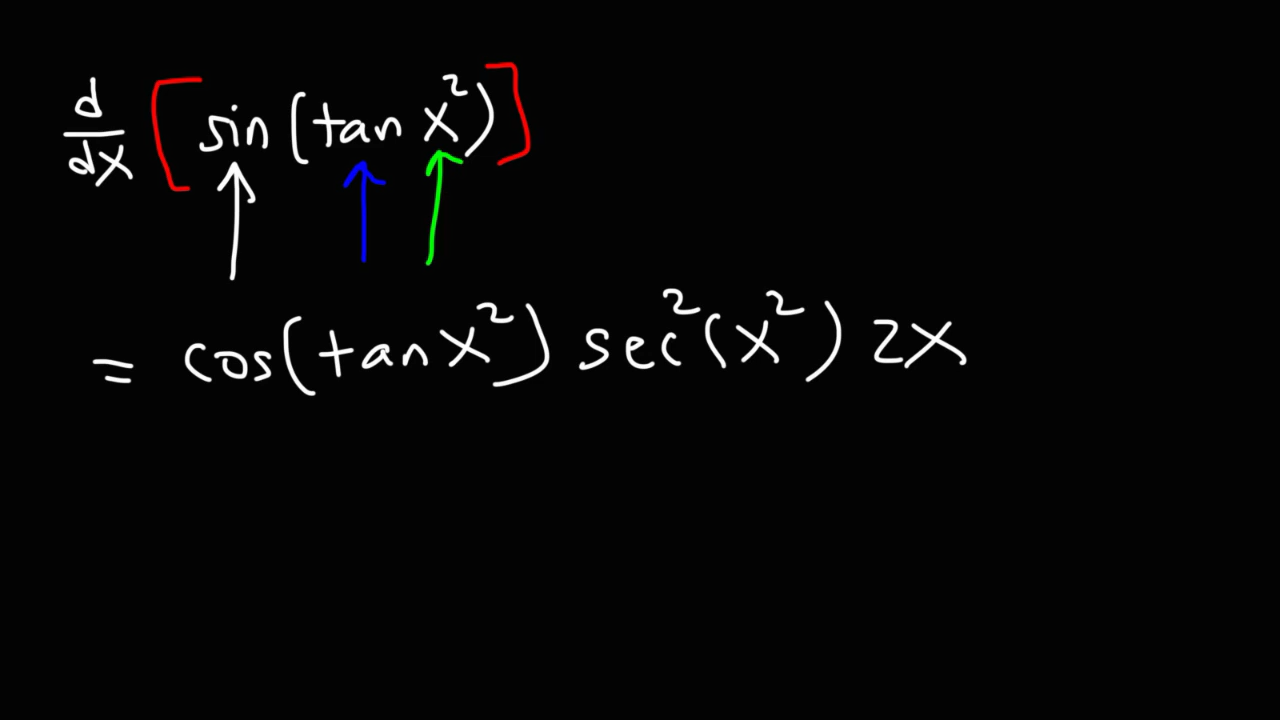 d/dx [sin(tan x²)]
= cos(tan x²) sec²(x²) 2x